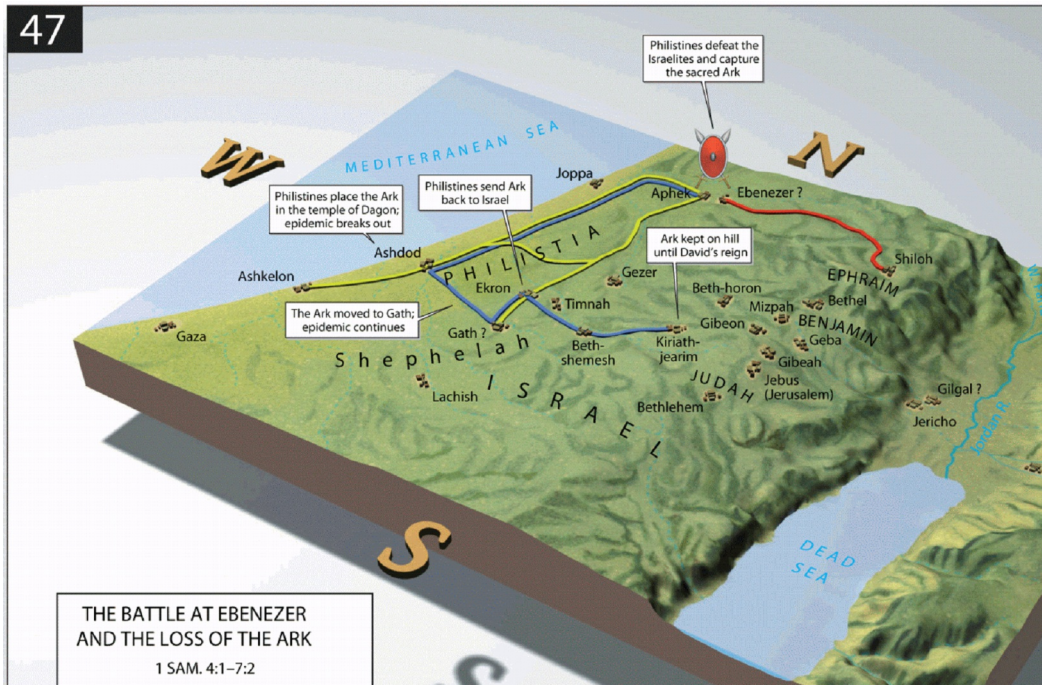 47
Philistines defeat the
Israelites and capture
the sacred Ark
W
N
MEDITERRANEAN SEA
Joppa
Philistines send Ark
back to Israel
Aphek
Ebenezer ?
Philistines place the Ark
in the temple of Dagon;
epidemic breaks out
Ark kept on hill
until David's reign
Ashdod
PHILISTIA
Shiloh
Ashkelon
Gezer
EPHRAIM
Ekron
Beth-horon
Bethel
Timnah
Mizpah
The Ark moved to Gath;
epidemic continues
BENJAMIN
Gaza
Gath ?
Gibeon
Beth-
shemesh
Kiriath-
jearim
Geba
Shephelah
Gibeah
JUDAH
Jebus
(Jerusalem)
Lachish
ISRAEL
Gilgal ?
Bethlehem
Jericho
Jordan R.
S
DEAD
SEA
THE BATTLE AT EBENEZER
AND THE LOSS OF THE ARK
1 SAM. 4:1–7:2